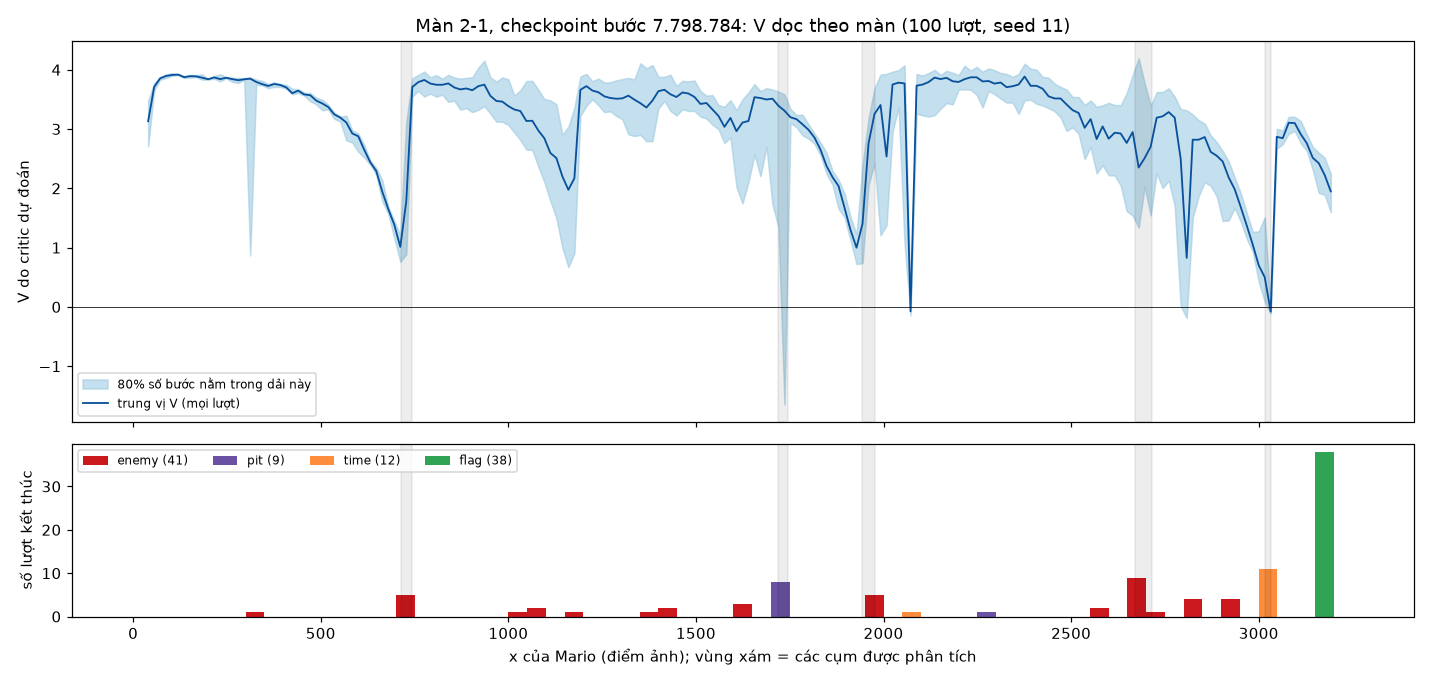 Màn 2-1, checkpoint bước 7.798.784: V dọc theo màn (100 lượt, seed 11)
V do critic dự đoán
4
3
2
1
0
−1
80% số bước nằm trong dải này
trung vị V (mọi lượt)
số lượt kết thúc
30
20
10
0
enemy (41)
pit (9)
time (12)
flag (38)
0
500
1000
1500
2000
2500
3000
x của Mario (điểm ảnh); vùng xám = các cụm được phân tích